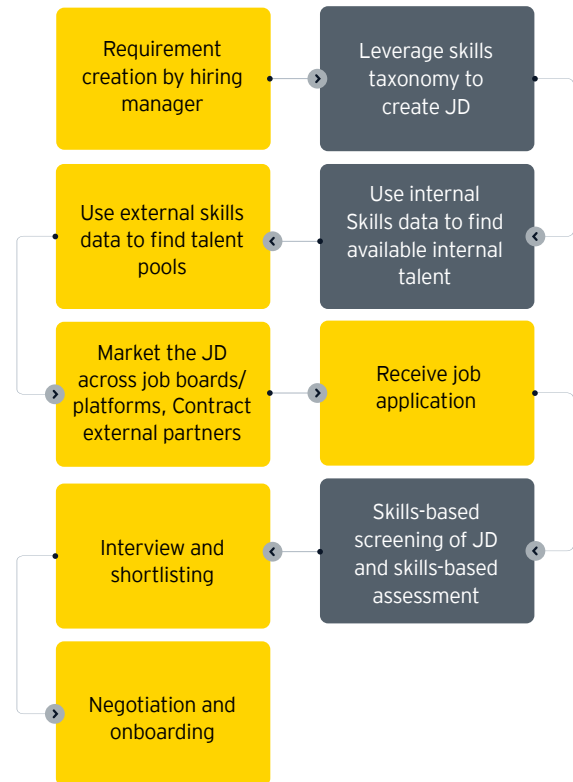 Requirement
creation by hiring
manager
Leverage skills
taxonomy to
create JD
Use internal
Skills data to find
available internal
talent
Use external skills
data to find talent
pools
Market the JD
across job boards/
platforms, Contract
external partners
Receive job
application
Skills-based
screening of JD
and skills-based
assessment
Interview and
shortlisting
Negotiation and
onboarding